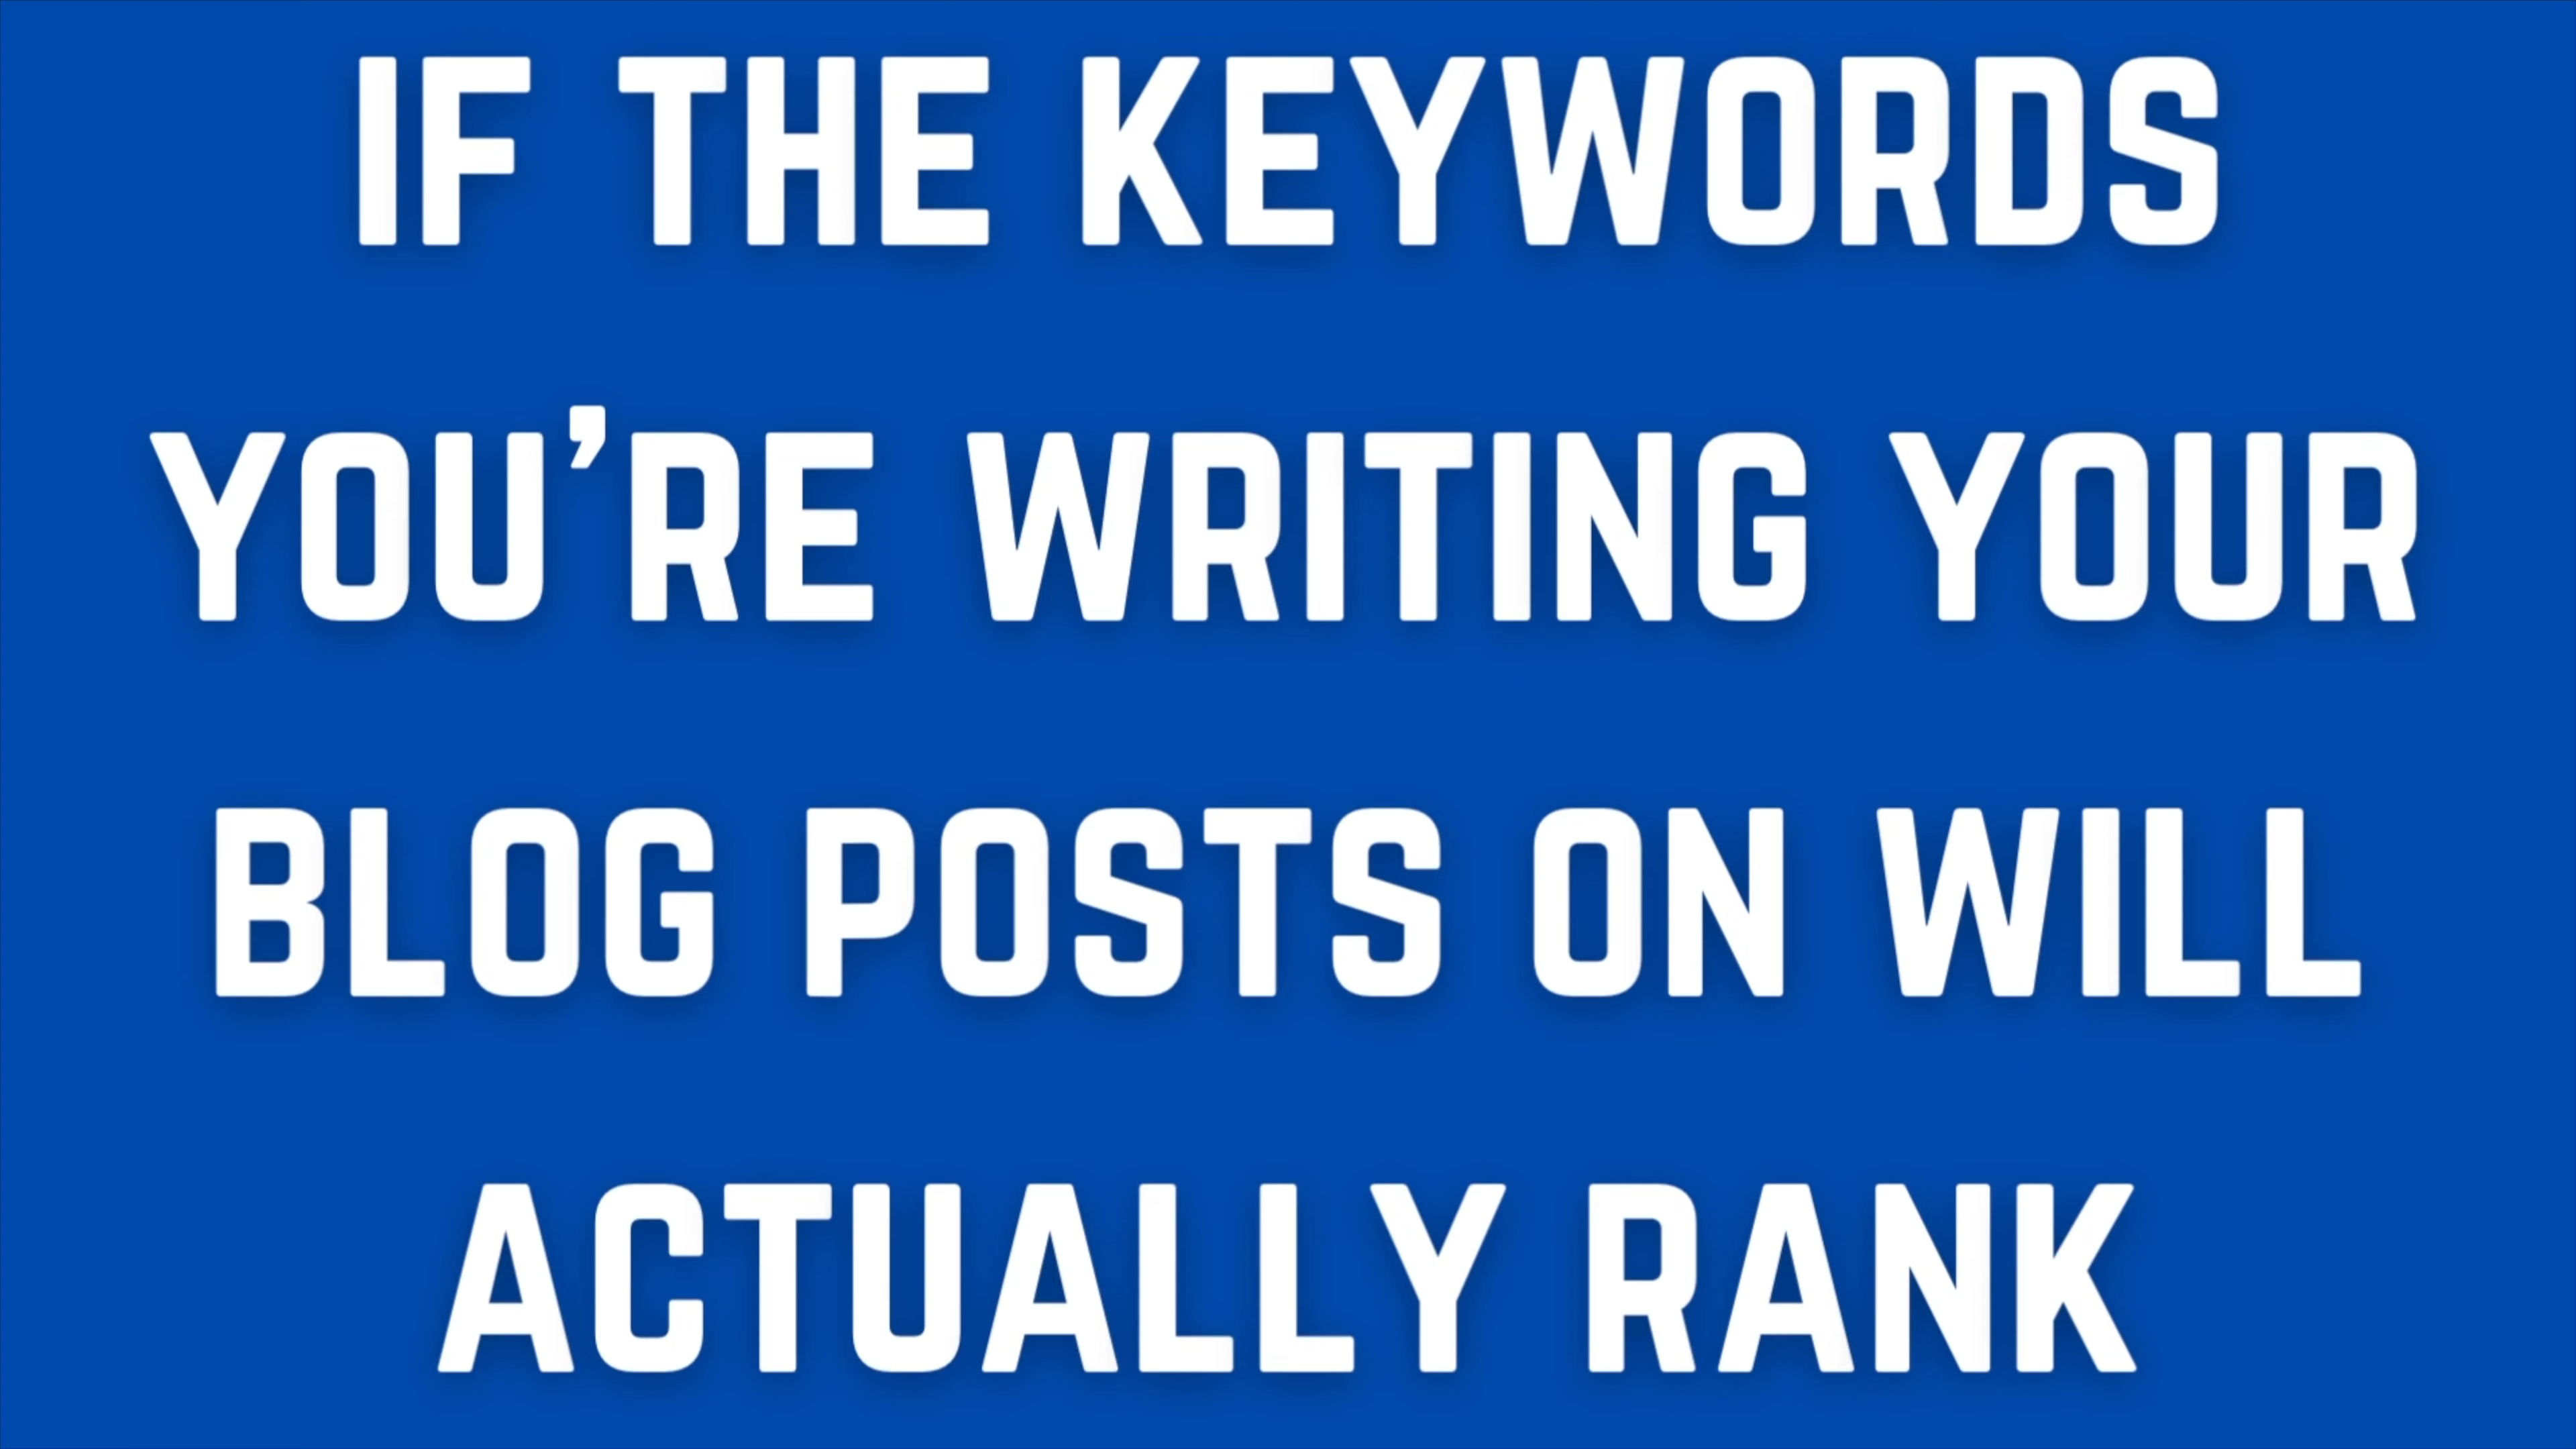 IF THE KEYWORDS
YOU’RE WRITING YOUR
BLOG POSTS ON WILL
ACTUALLY RANK